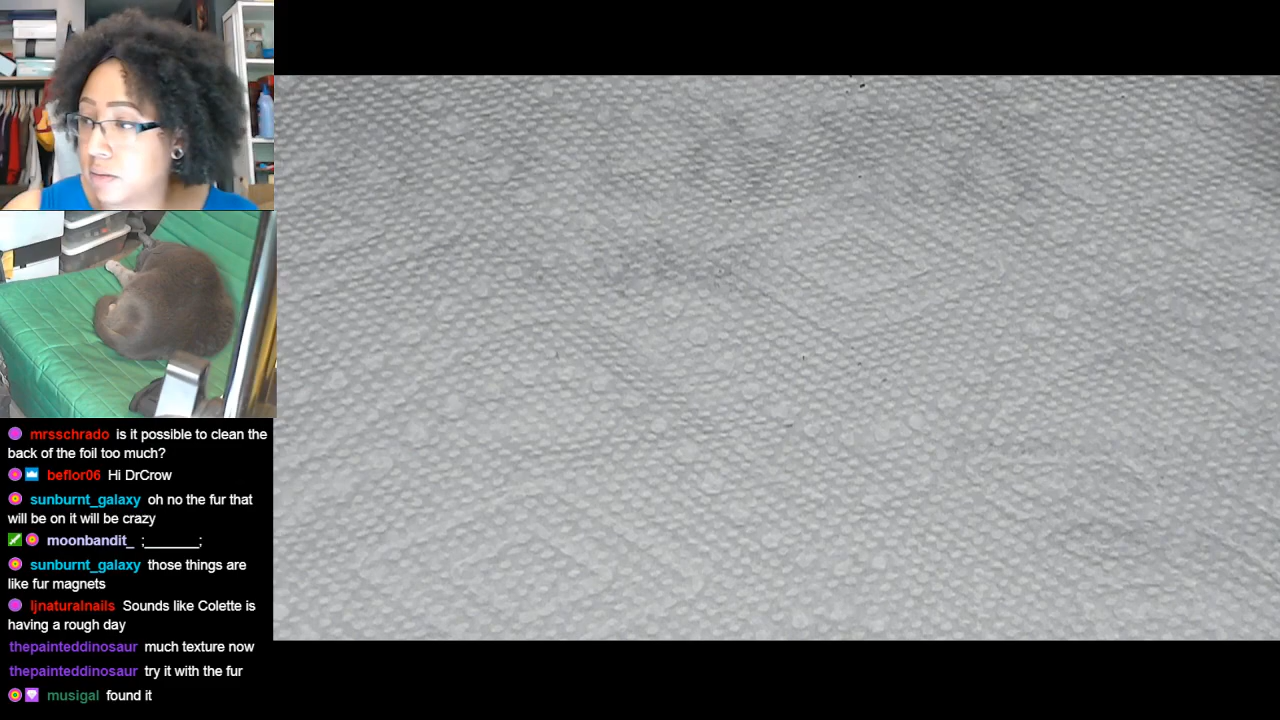 mrsschrado is it possible to clean the
back of the foil too much?
beflor06 Hi DrCrow
sunburnt_galaxy oh no the fur that
will be on it will be crazy
moonbandit_ ;_______;
sunburnt_galaxy those things are
like fur magnets
ljnaturalnails Sounds like Colette is
having a rough day
thepainteddinosaur much texture now
thepainteddinosaur try it with the fur
musigal found it